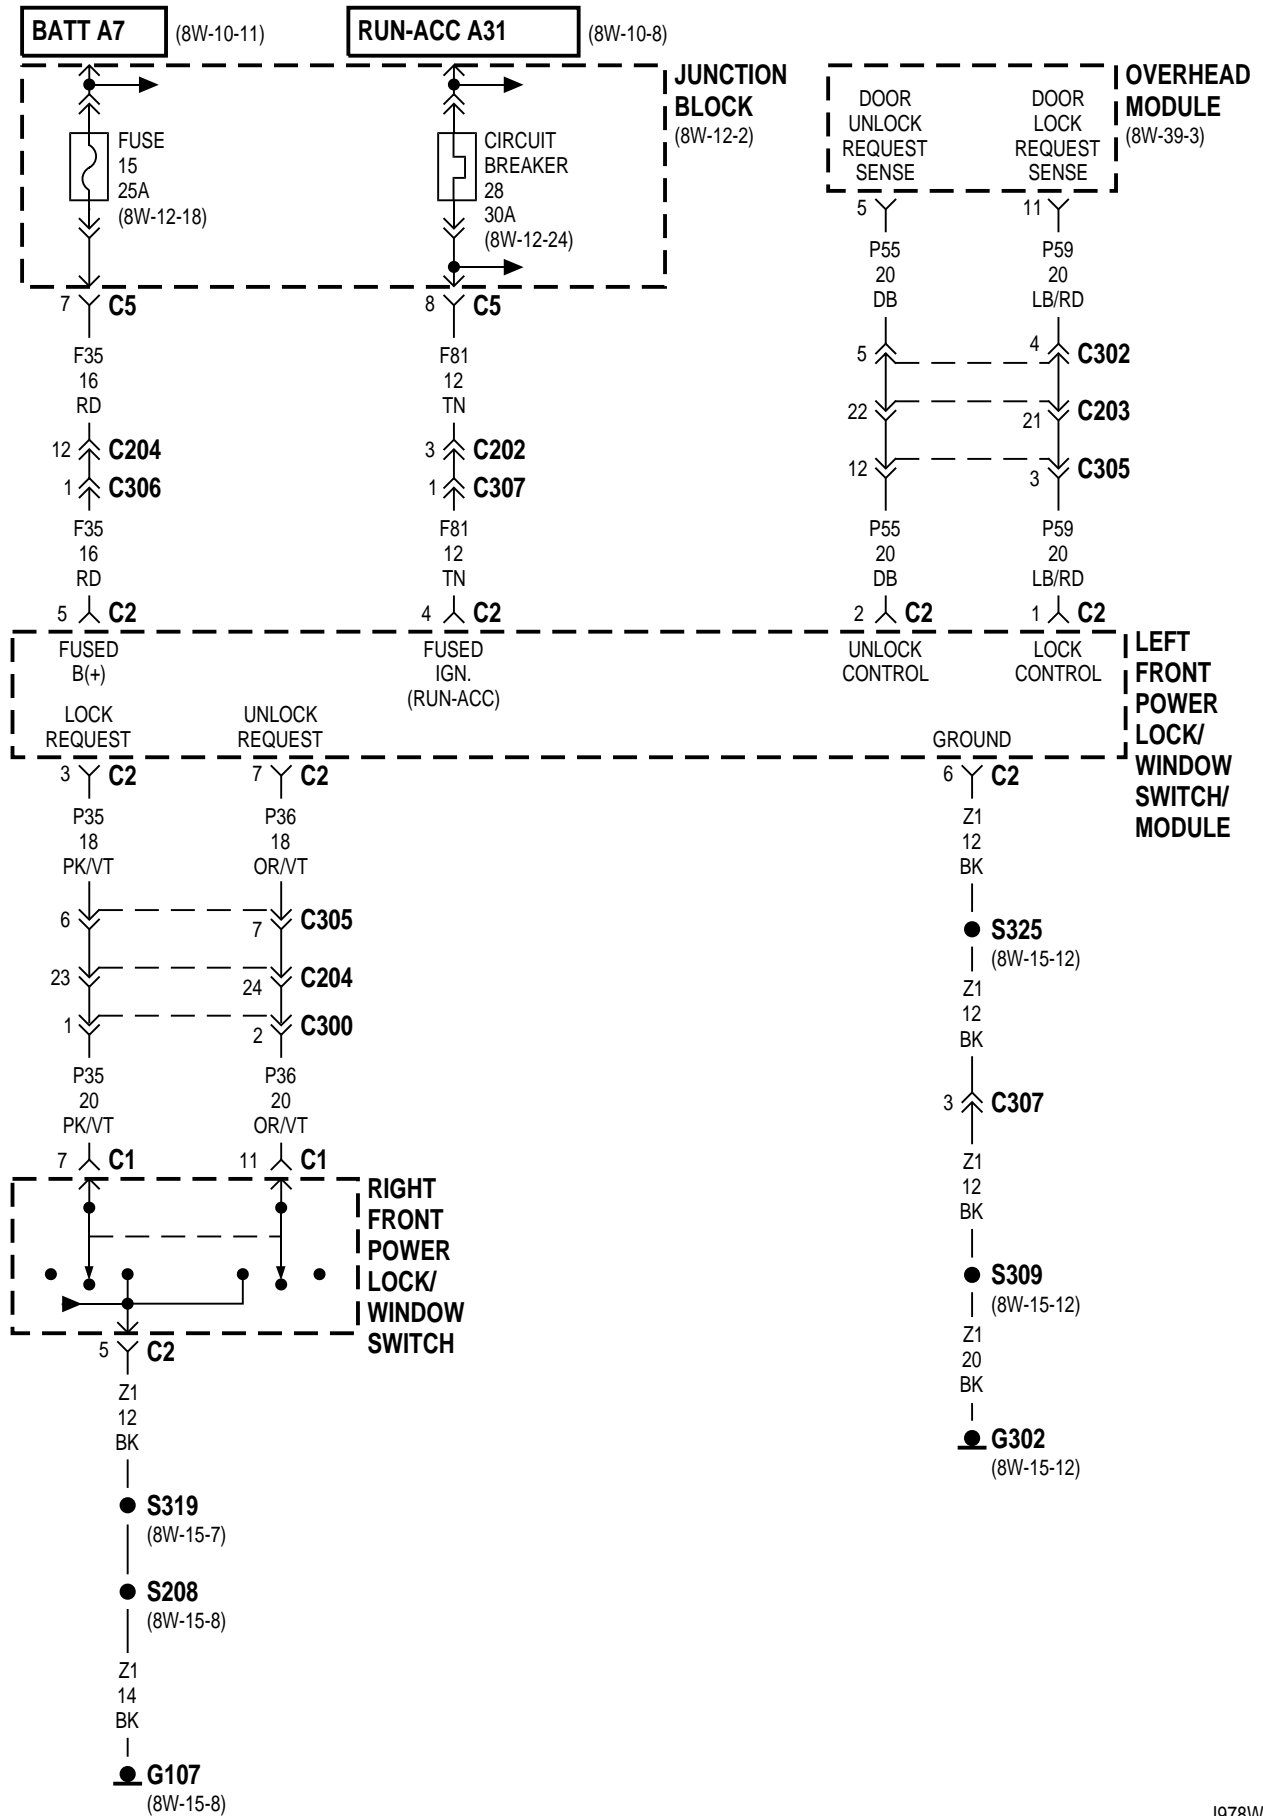 BATT A7 (8W-10-11) RUN-ACC A31 (8W-10-8)
JUNCTION
BLOCK
(8W-12-2)
FUSE
15
25A
(8W-12-18)
CIRCUIT
BREAKER
28
30A
(8W-12-24)
OVERHEAD
MODULE
(8W-39-3)
DOOR
UNLOCK
REQUEST
SENSE
DOOR
LOCK
REQUEST
SENSE
7 C5
F35
16
RD
12 C204
1 C306
F35
16
RD
5 C2
8 C5
F81
12
TN
3 C202
1 C307
F81
12
TN
4 C2
5 11
P55
20
DB
P59
20
LB/RD
5 4 C302
22 21 C203
12 3 C305
P55
20
DB
P59
20
LB/RD
2 C2 1 C2
FUSED
B(+)
FUSED
IGN.
(RUN-ACC)
UNLOCK
CONTROL
LOCK
CONTROL
LEFT
FRONT
POWER
LOCK/
WINDOW
SWITCH/
MODULE
LOCK
REQUEST
UNLOCK
REQUEST
GROUND
3 C2 7 C2
P35
18
PK/VT
P36
18
OR/VT
6 7 C305
23 24 C204
1 2 C300
P35
20
PK/VT
P36
20
OR/VT
7 C1 11 C1
RIGHT
FRONT
POWER
LOCK/
WINDOW
SWITCH
5 C2
Z1
12
BK
S319
(8W-15-7)
S208
(8W-15-8)
Z1
14
BK
G107
(8W-15-8)
6 C2
Z1
12
BK
S325
(8W-15-12)
Z1
12
BK
3 C307
Z1
12
BK
S309
(8W-15-12)
Z1
20
BK
G302
(8W-15-12)
J978W